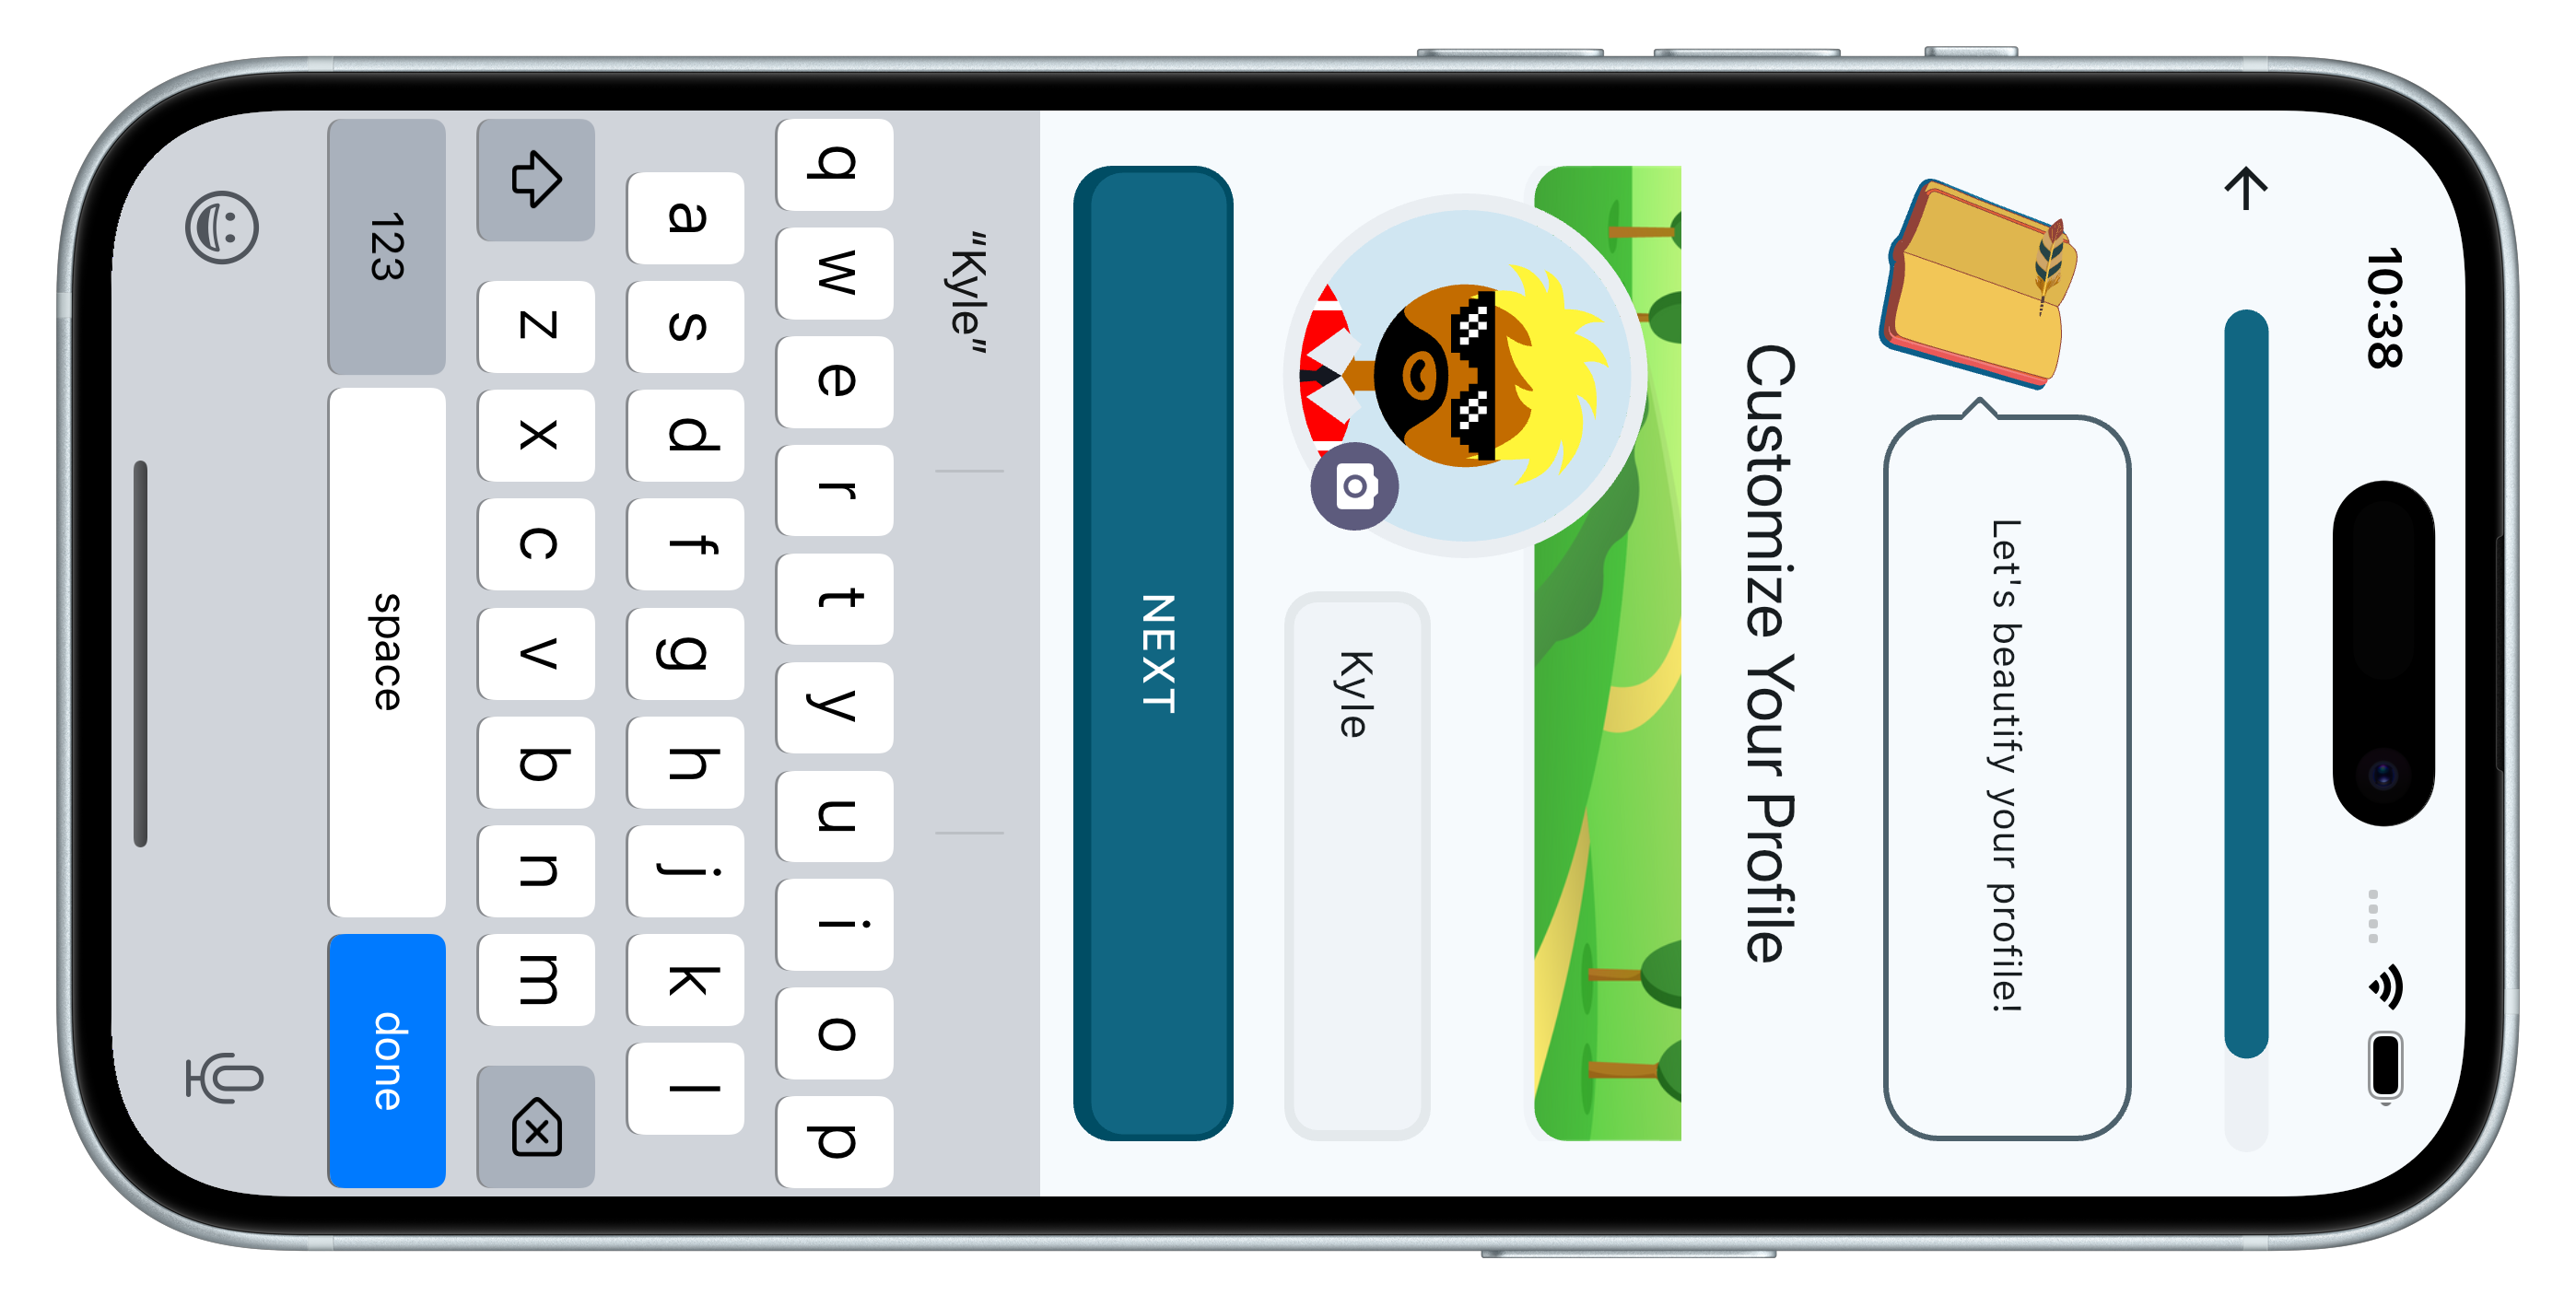 10:38
Let's beautify your profile!
Customize Your Profile
Kyle
NEXT
"Kyle"
q w e r t y u i o p
a s d f g h j k l
z x c v b n m
123 space done